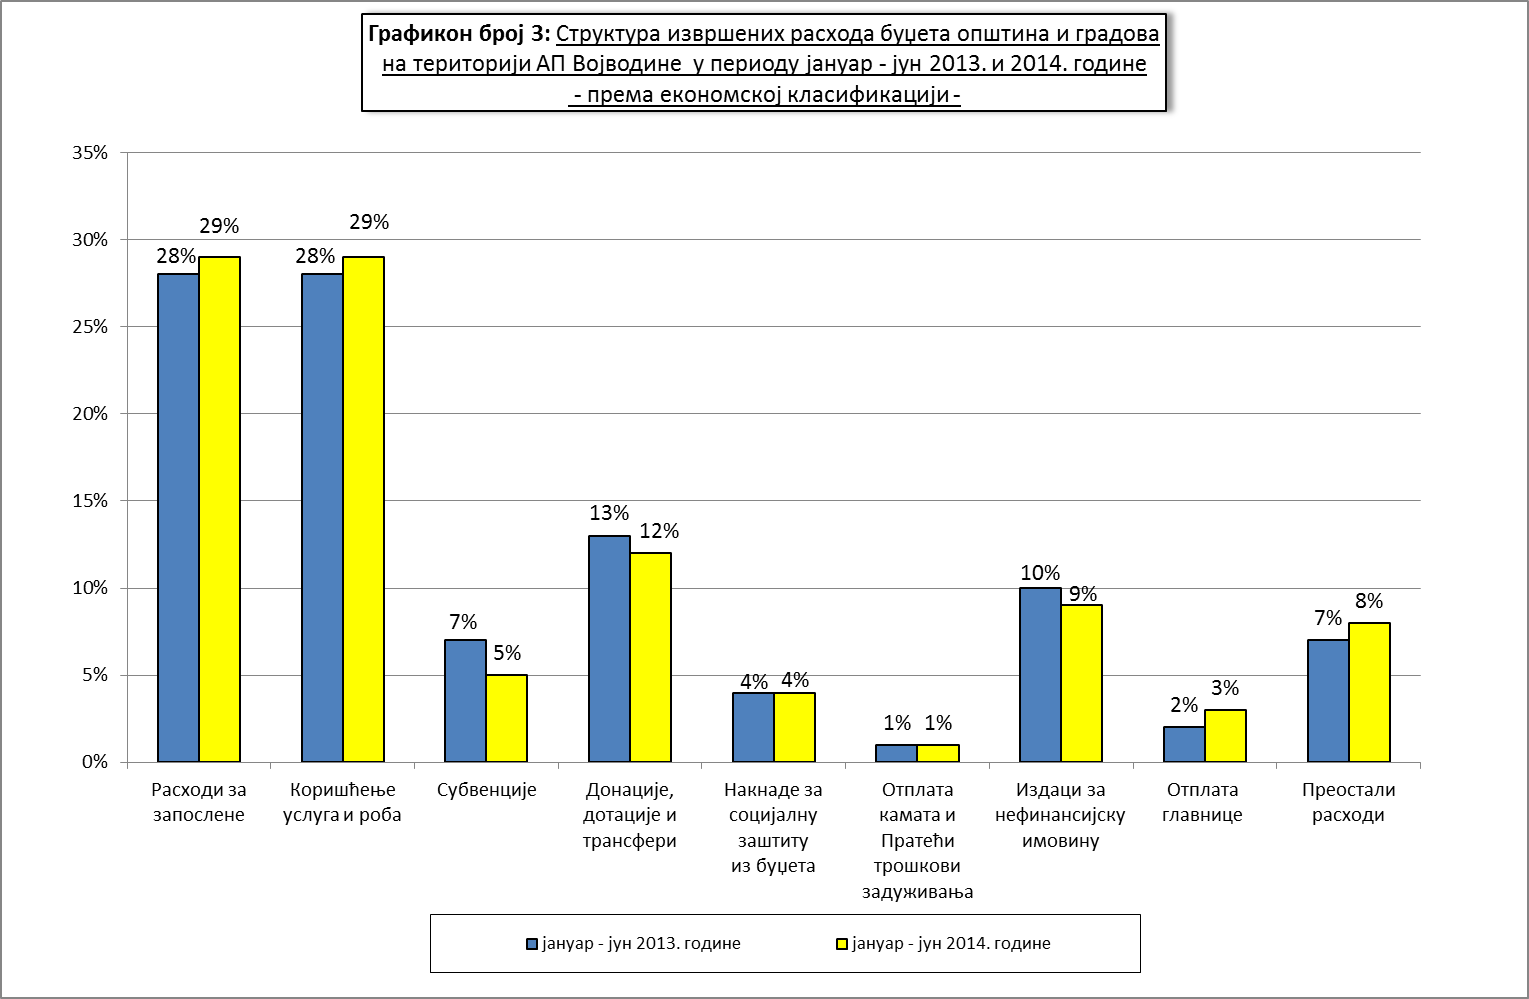 Графикон број 3: Структура извршених расхода буџета општина и градова
на територији АП Војводине у периоду јануар - јун 2013. и 2014. године
- према економској класификацији -
35%
30%
25%
20%
15%
10%
5%
0%
28%
29%
28%
29%
7%
5%
13%
12%
4%
4%
1%
1%
10%
9%
2%
3%
7%
8%
Расходи за
запослене
Коришћење
услуга и роба
Субвенције
Донације,
дотације и
трансфери
Накнаде за
социјалну
заштиту
из буџета
Отплата
камата и
Пратећи
трошкови
задуживања
Издаци за
нефинансијску
имовину
Отплата
главнице
Преостали
расходи
јануар - јун 2013. године
јануар - јун 2014. године